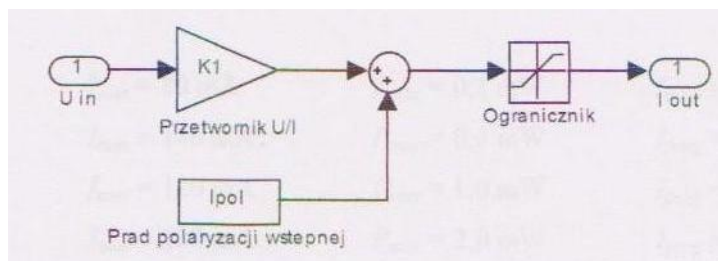 1
U in
K1
Przetwornik U/I
Ogranicznik
1
I out
Ipol
Prad polaryzacji wstepnej